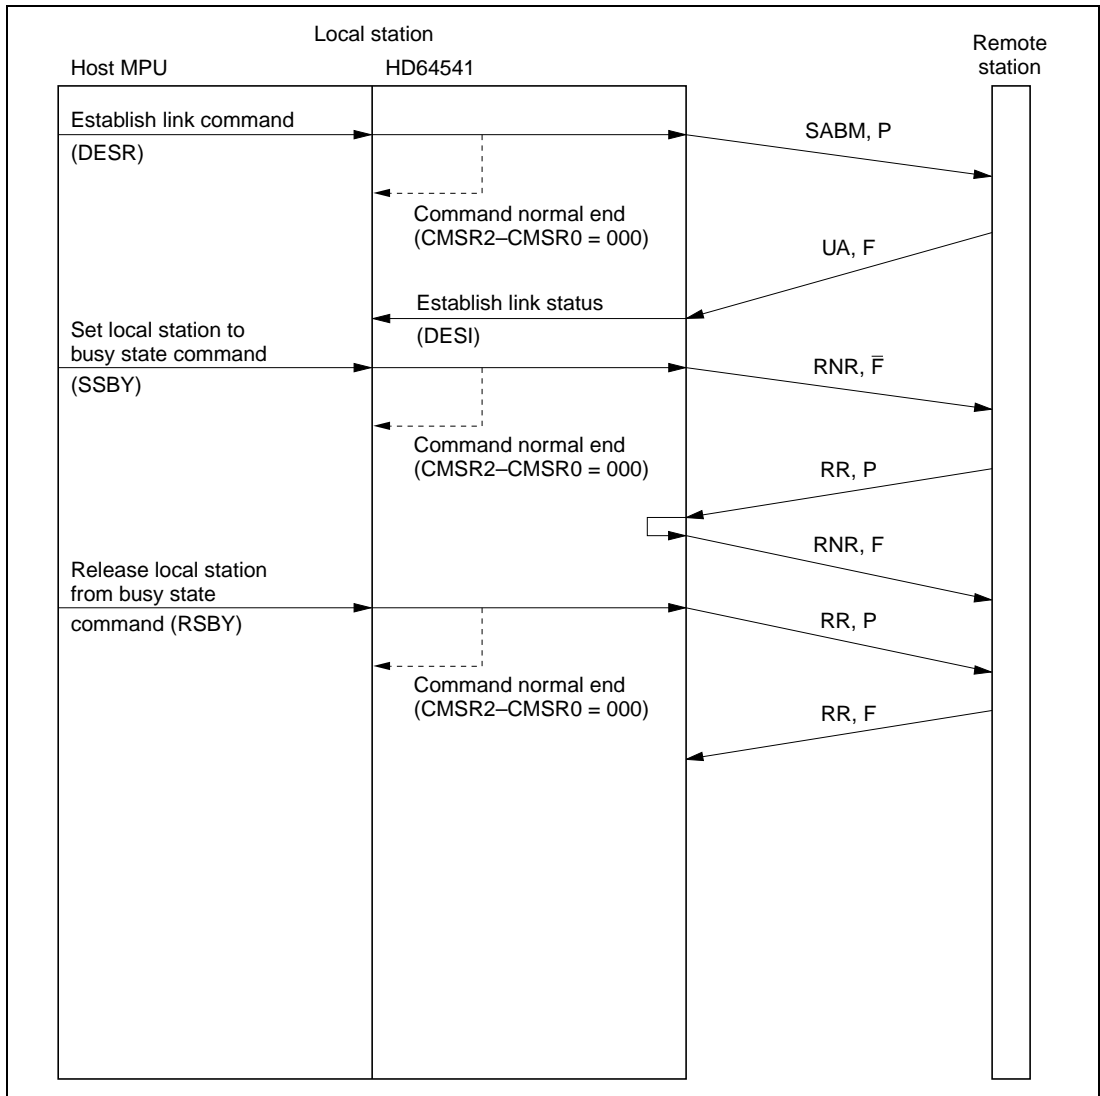 Local station
Remote
station
Host MPU
HD64541
Establish link command
(DESR)
SABM, P
Command normal end
(CMSR2–CMSR0 = 000)
UA, F
Establish link status
(DESI)
Set local station to
busy state command
(SSBY)
RNR, F̅
Command normal end
(CMSR2–CMSR0 = 000)
RR, P
RNR, F
Release local station
from busy state
command (RSBY)
RR, P
Command normal end
(CMSR2–CMSR0 = 000)
RR, F